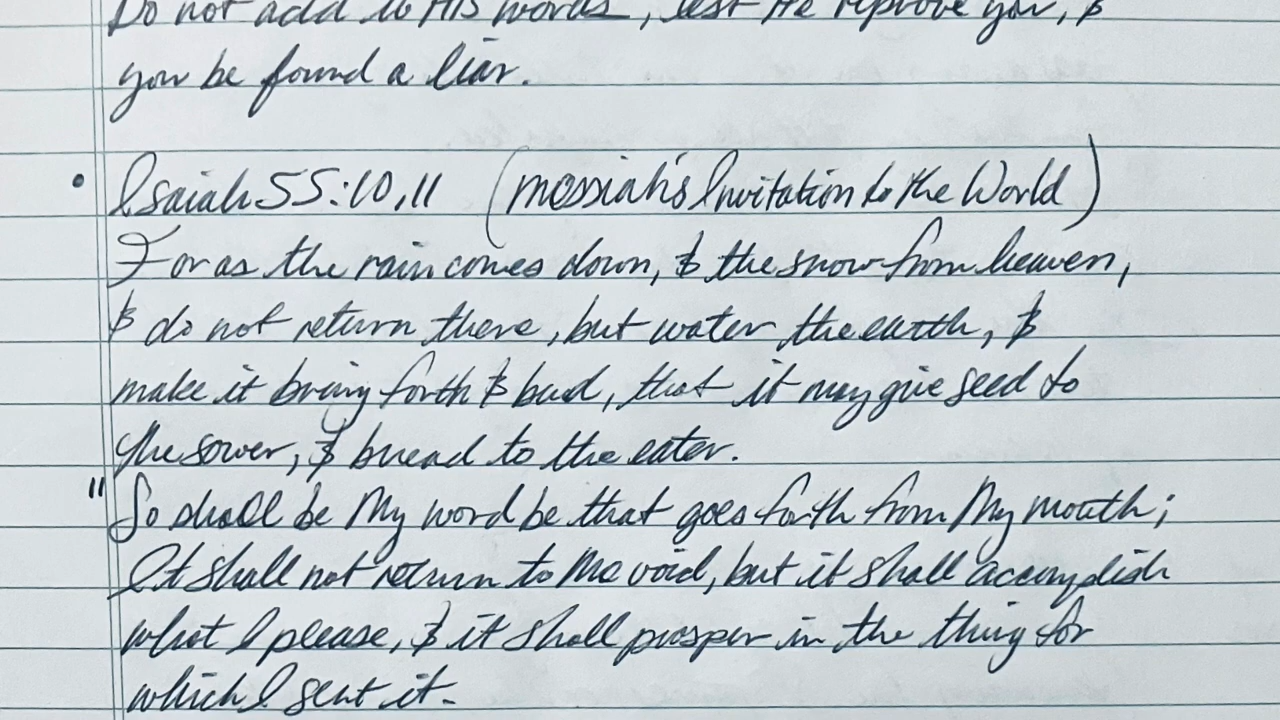 Do not add to His words, lest He reprove you, &
you be found a liar.
• Isaiah 55:10,11 (Messiah's Invitation to the World)
For as the rain comes down, & the snow from heaven,
& do not return there, but water the earth, &
make it bring forth & bud, that it may give seed to
the sower, & bread to the eater.
" So shall be My word be that goes forth from My mouth;
It shall not return to Me void, but it shall accomplish
what I please, & it shall prosper in the thing for
which I sent it.